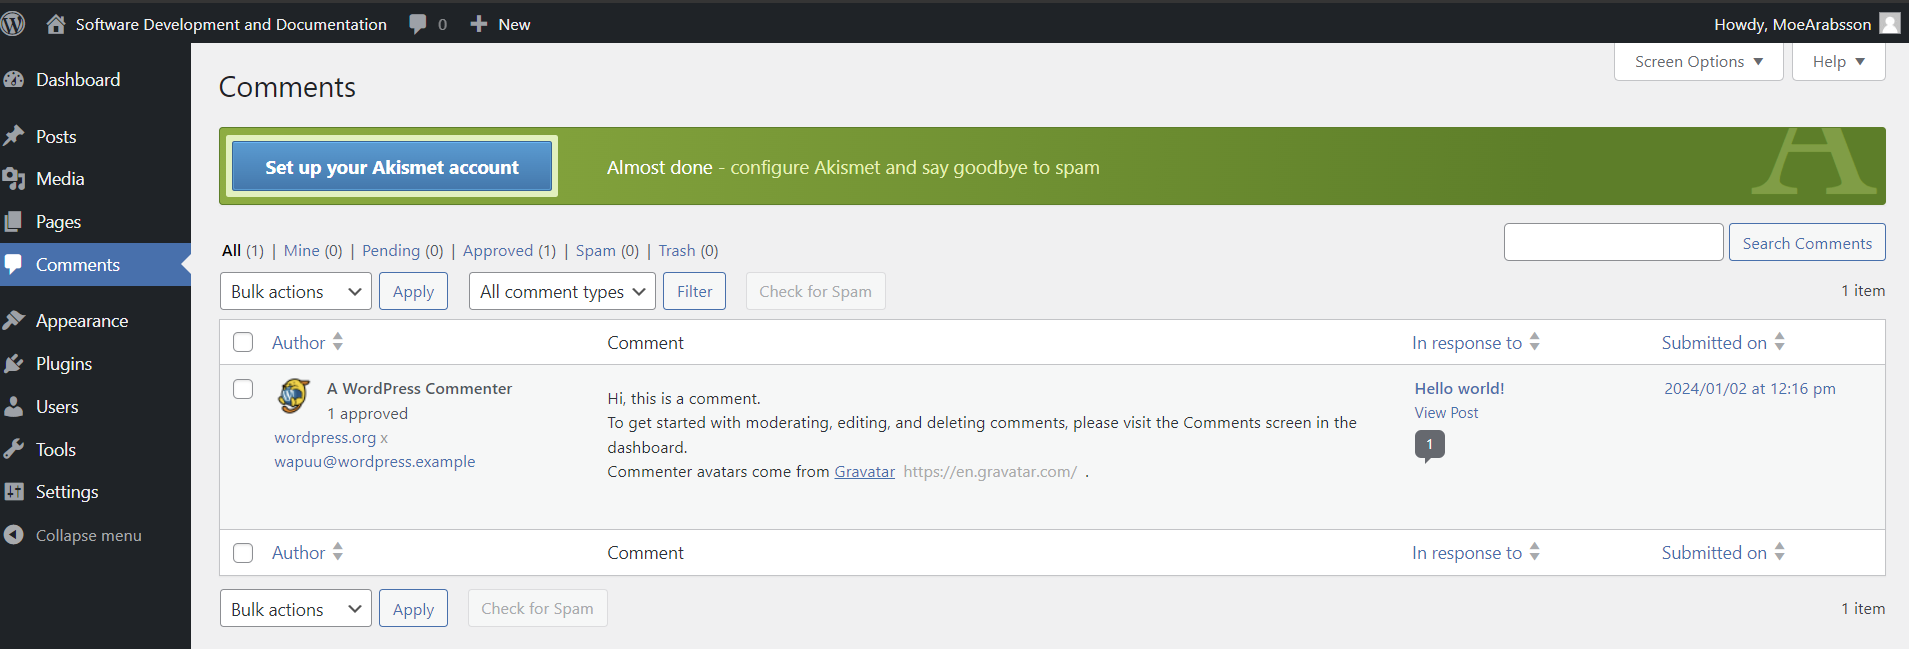 Software Development and Documentation 0 New Howdy, MoeArabsson
Screen Options Help
Dashboard
Posts
Media
Pages
Comments
Appearance
Plugins
Users
Tools
Settings
Collapse menu
Comments
Set up your Akismet account Almost done - configure Akismet and say goodbye to spam
All (1) | Mine (0) | Pending (0) | Approved (1) | Spam (0) | Trash (0)
Search Comments
Bulk actions Apply All comment types Filter Check for Spam 1 item
Author Comment In response to Submitted on
A WordPress Commenter
1 approved
wordpress.org x
wapuu@wordpress.example
Hi, this is a comment.
To get started with moderating, editing, and deleting comments, please visit the Comments screen in the
dashboard.
Commenter avatars come from Gravatar https://en.gravatar.com/ .
Hello world!
View Post
1
2024/01/02 at 12:16 pm
Author Comment In response to Submitted on
Bulk actions Apply Check for Spam 1 item